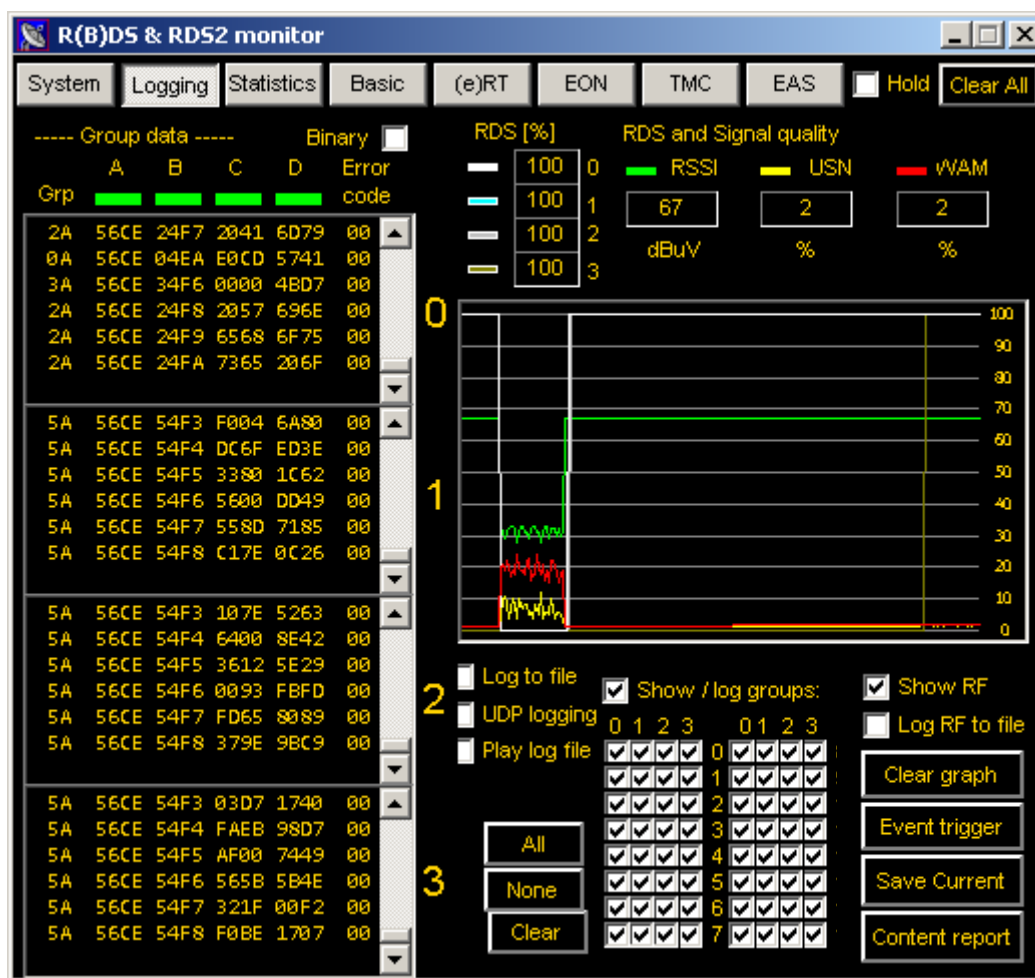 R(B)DS & RDS2 monitor
System Logging Statistics Basic (e)RT EON TMC EAS Hold Clear All
----- Group data ----- Binary
A B C D Error
Grp code
2A 56CE 24F7 2041 6D79 00
0A 56CE 04EA E0CD 5741 00
3A 56CE 34F6 0000 4BD7 00
2A 56CE 24F8 2057 696E 00
2A 56CE 24F9 6568 6F75 00
2A 56CE 24FA 7365 206F 00
0
5A 56CE 54F3 F004 6A80 00
5A 56CE 54F4 DC6F ED3E 00
5A 56CE 54F5 3380 1C62 00
5A 56CE 54F6 5600 DD49 00
5A 56CE 54F7 558D 7185 00
5A 56CE 54F8 C17E 0C26 00
1
5A 56CE 54F3 107E 5263 00
5A 56CE 54F4 6400 8E42 00
5A 56CE 54F5 3612 5E29 00
5A 56CE 54F6 0093 FBFD 00
5A 56CE 54F7 FD65 8089 00
5A 56CE 54F8 379E 9BC9 00
2
5A 56CE 54F3 03D7 1740 00
5A 56CE 54F4 FAEB 98D7 00
5A 56CE 54F5 AF00 7449 00
5A 56CE 54F6 565B 5B4E 00
5A 56CE 54F7 321F 00F2 00
5A 56CE 54F8 F0BE 1707 00
3
RDS [%]
100 0
100 1
100 2
100 3
RDS and Signal quality
RSSI USN WAM
67 2 2
dBuV % %
100
90
80
70
60
50
40
30
20
10
0
Log to file
UDP logging
Play log file
All
None
Clear
Show / log groups:
0 1 2 3 0 1 2 3
0
1
2
3
4
5
6
7
Show RF
Log RF to file
Clear graph
Event trigger
Save Current
Content report